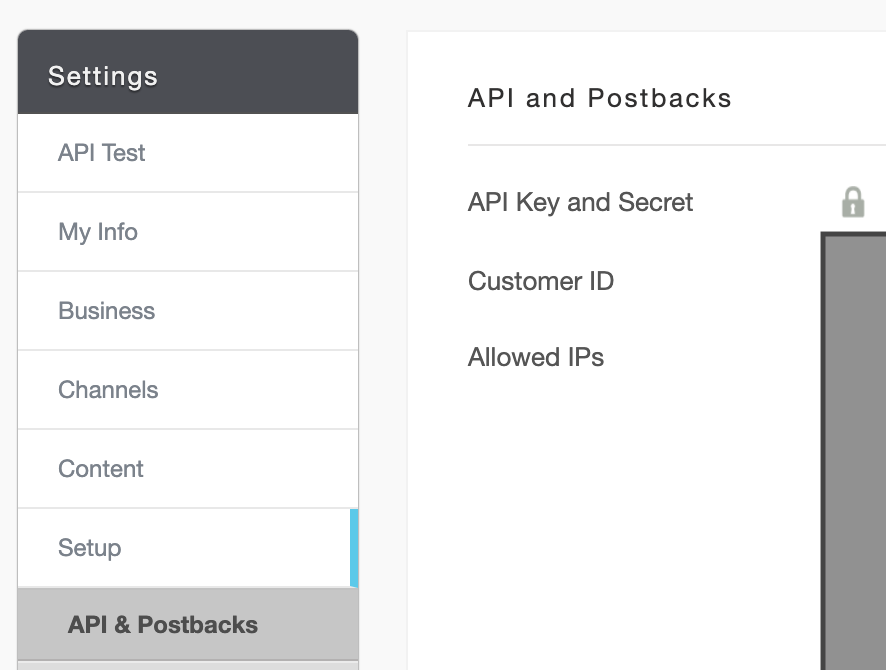 Settings
API Test
My Info
Business
Channels
Content
Setup
API & Postbacks
API and Postbacks
API Key and Secret
Customer ID
Allowed IPs